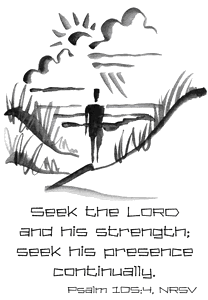 Seek the LORD
and his strength;
seek his presence
continually.
Psalm 105:4, NRSV